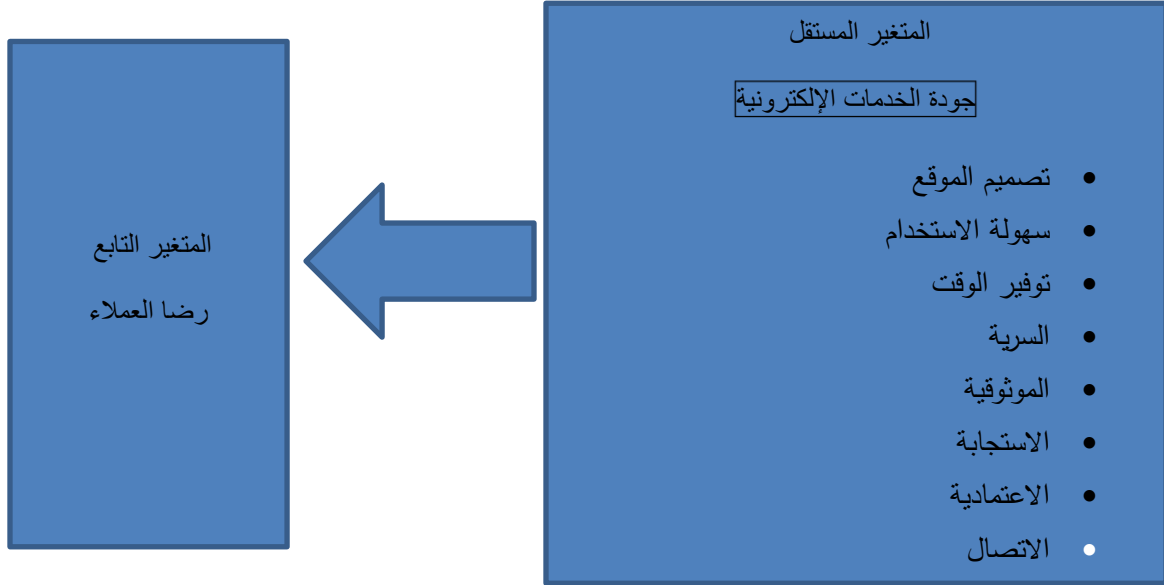 المتغير المستقل
جودة الخدمات الإلكترونية
• تصميم الموقع
• سهولة الاستخدام
• توفير الوقت
• السرية
• الموثوقية
• الاستجابة
• الاعتمادية
• الاتصال
المتغير التابع
رضا العملاء